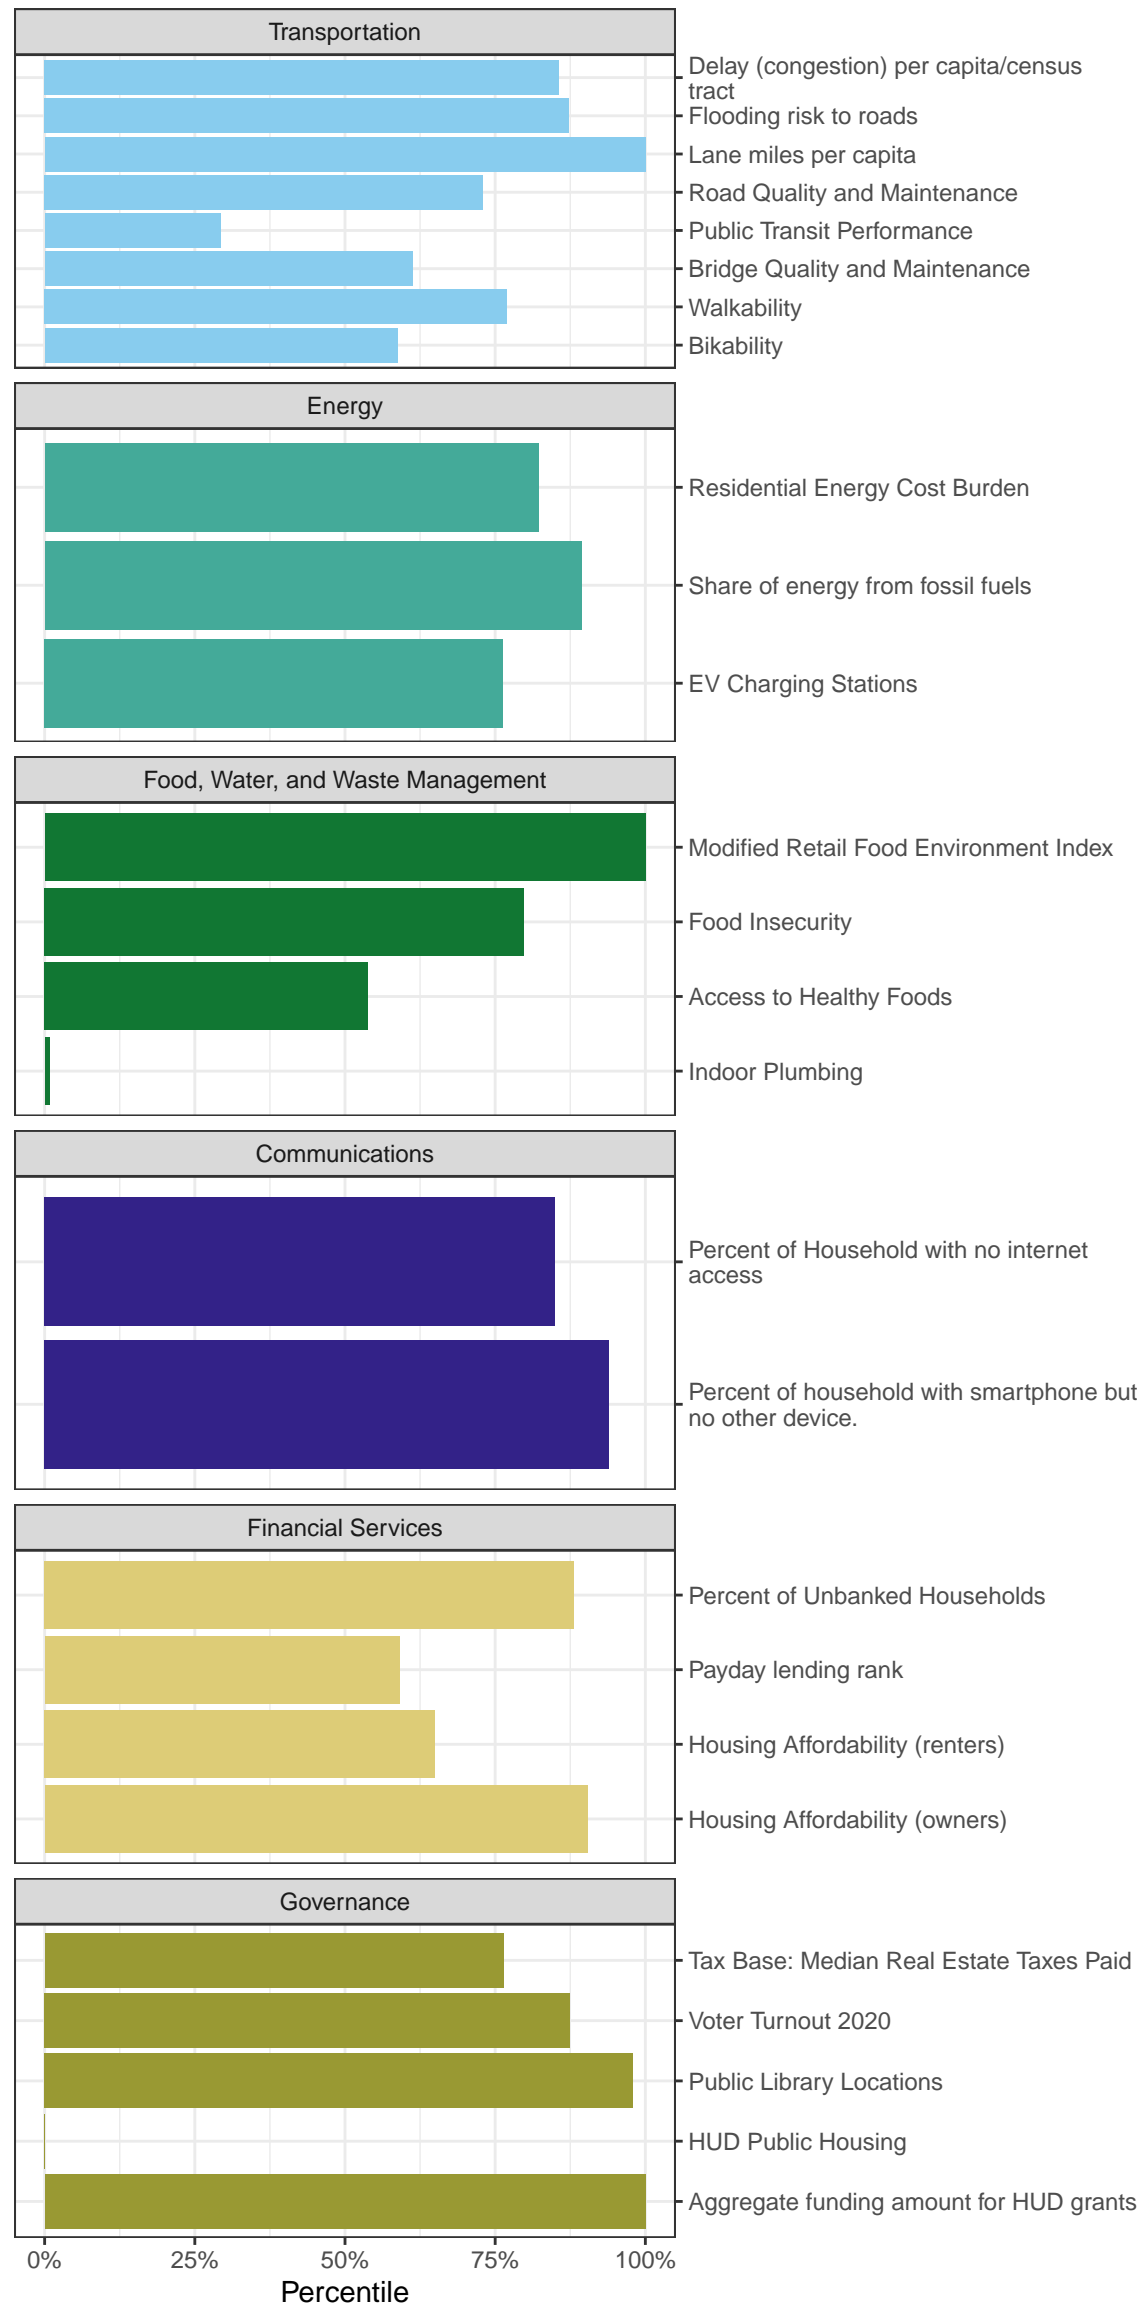 Transportation
Delay (congestion) per capita/census
tract
Flooding risk to roads
Lane miles per capita
Road Quality and Maintenance
Public Transit Performance
Bridge Quality and Maintenance
Walkability
Bikability
Energy
Residential Energy Cost Burden
Share of energy from fossil fuels
EV Charging Stations
Food, Water, and Waste Management
Modified Retail Food Environment Index
Food Insecurity
Access to Healthy Foods
Indoor Plumbing
Communications
Percent of Household with no internet
access
Percent of household with smartphone but
no other device.
Financial Services
Percent of Unbanked Households
Payday lending rank
Housing Affordability (renters)
Housing Affordability (owners)
Governance
Tax Base: Median Real Estate Taxes Paid
Voter Turnout 2020
Public Library Locations
HUD Public Housing
Aggregate funding amount for HUD grants
0% 25% 50% 75% 100%
Percentile